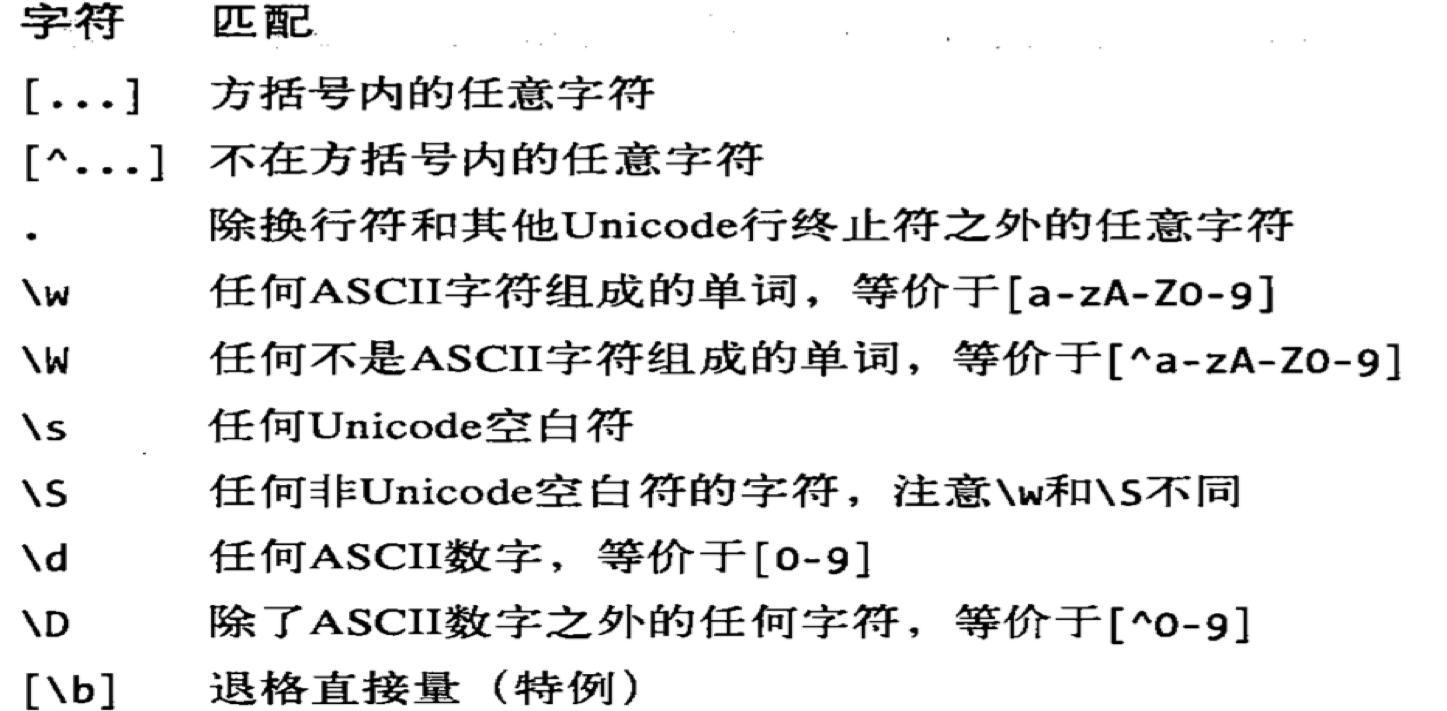 字符 匹配
[...] 方括号内的任意字符
[^...] 不在方括号内的任意字符
. 除换行符和其他Unicode行终止符之外的任意字符
\w 任何ASCII字符组成的单词，等价于[a-zA-Z0-9]
\W 任何不是ASCII字符组成的单词，等价于[^a-zA-Z0-9]
\s 任何Unicode空白符
\S 任何非Unicode空白符的字符，注意\w和\S不同
\d 任何ASCII数字，等价于[0-9]
\D 除了ASCII数字之外的任何字符，等价于[^0-9]
[\b] 退格直接量（特例）